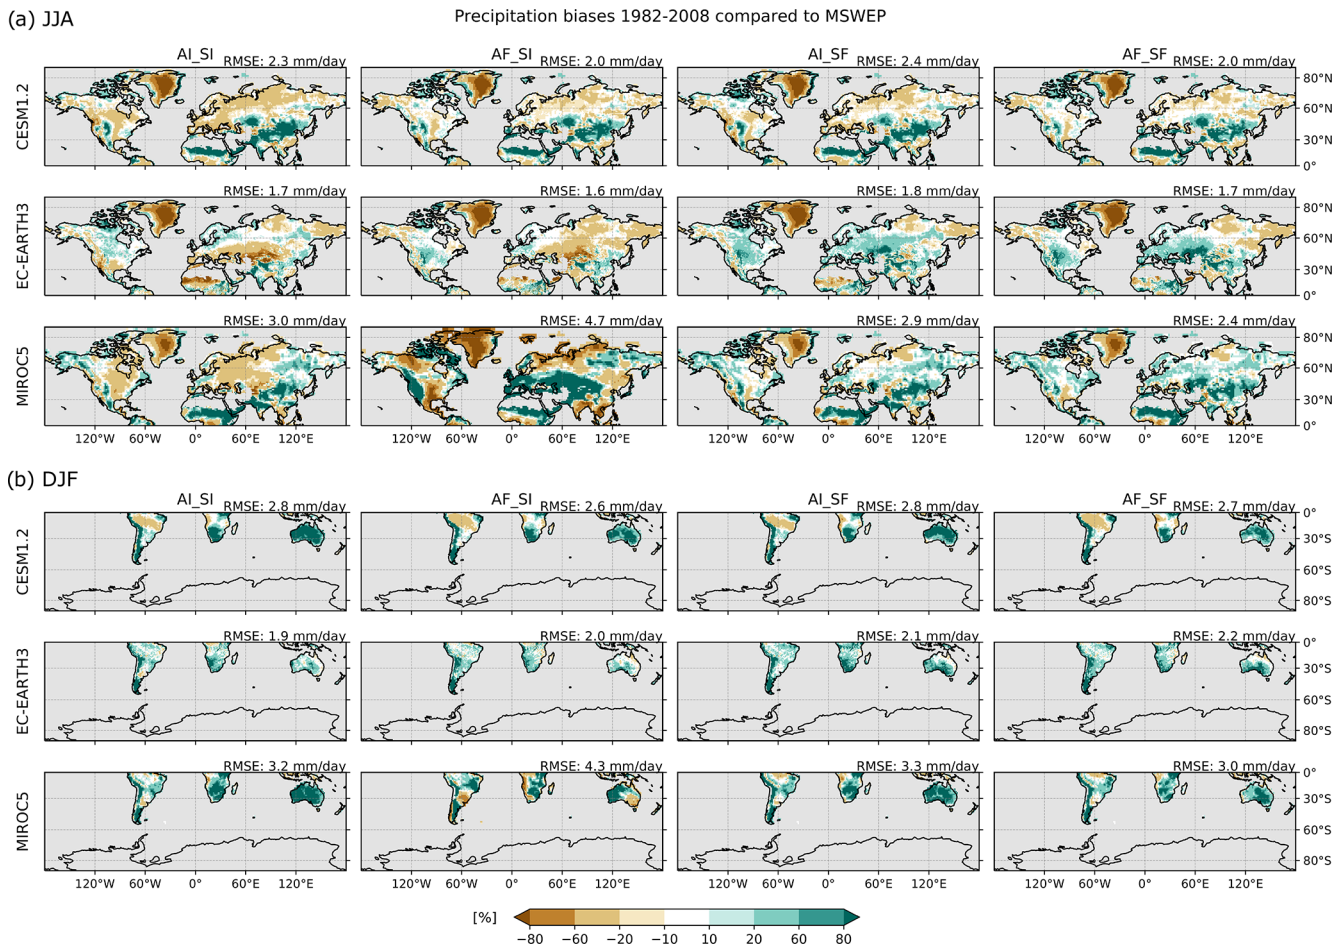 Precipitation biases 1982-2008 compared to MSWEP
(a) JJA
AI_SI AF_SI AI_SF AF_SF
RMSE: 2.3 mm/day RMSE: 2.0 mm/day RMSE: 2.4 mm/day RMSE: 2.0 mm/day
CESM1.2
80°N
60°N
30°N
0°
RMSE: 1.7 mm/day RMSE: 1.6 mm/day RMSE: 1.8 mm/day RMSE: 1.7 mm/day
EC-EARTH3
80°N
60°N
30°N
0°
RMSE: 3.0 mm/day RMSE: 4.7 mm/day RMSE: 2.9 mm/day RMSE: 2.4 mm/day
MIROC5
80°N
60°N
30°N
0°
120°W 60°W 0° 60°E 120°E 120°W 60°W 0° 60°E 120°E 120°W 60°W 0° 60°E 120°E 120°W 60°W 0° 60°E 120°E
(b) DJF
AI_SI AF_SI AI_SF AF_SF
RMSE: 2.8 mm/day RMSE: 2.6 mm/day RMSE: 2.8 mm/day RMSE: 2.7 mm/day
CESM1.2
0°
30°S
60°S
80°S
RMSE: 1.9 mm/day RMSE: 2.0 mm/day RMSE: 2.1 mm/day RMSE: 2.2 mm/day
EC-EARTH3
0°
30°S
60°S
80°S
RMSE: 3.2 mm/day RMSE: 4.3 mm/day RMSE: 3.3 mm/day RMSE: 3.0 mm/day
MIROC5
0°
30°S
60°S
80°S
120°W 60°W 0° 60°E 120°E 120°W 60°W 0° 60°E 120°E 120°W 60°W 0° 60°E 120°E 120°W 60°W 0° 60°E 120°E
[%]
−80 −60 −20 −10 10 20 60 80